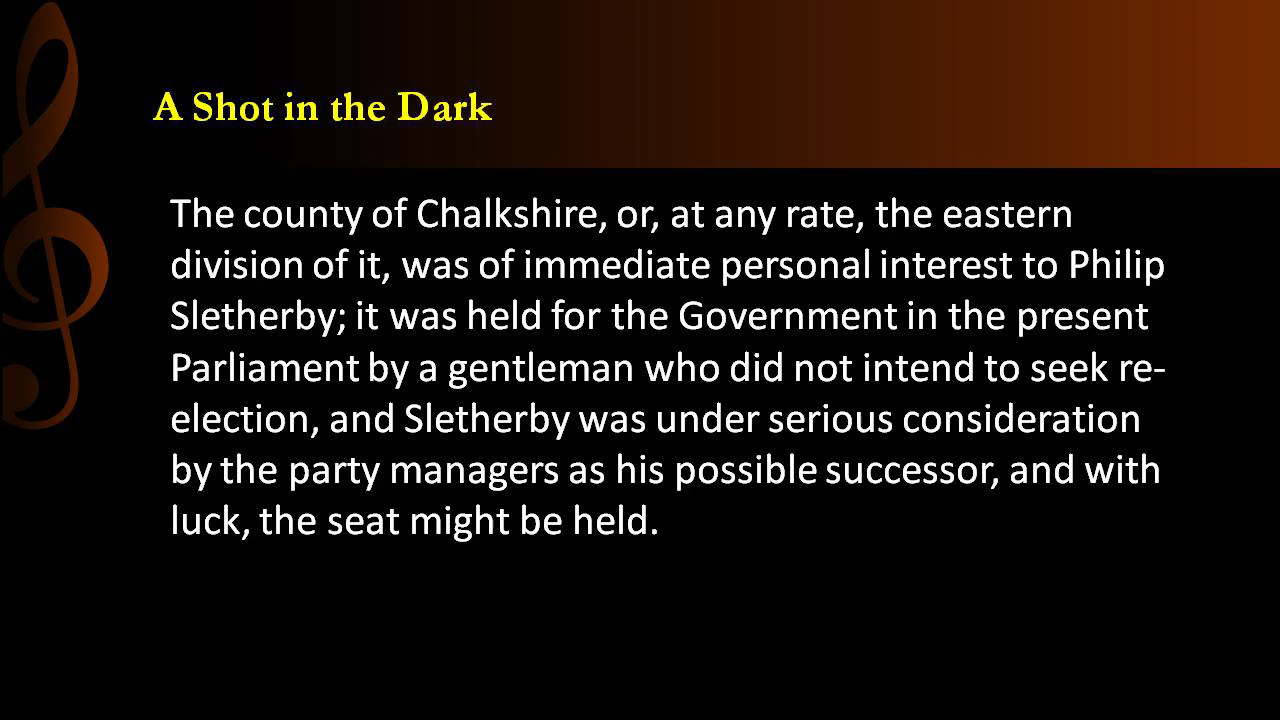 A Shot in the Dark
The county of Chalkshire, or, at any rate, the eastern
division of it, was of immediate personal interest to Philip
Sletherby; it was held for the Government in the present
Parliament by a gentleman who did not intend to seek re-
election, and Sletherby was under serious consideration
by the party managers as his possible successor, and with
luck, the seat might be held.